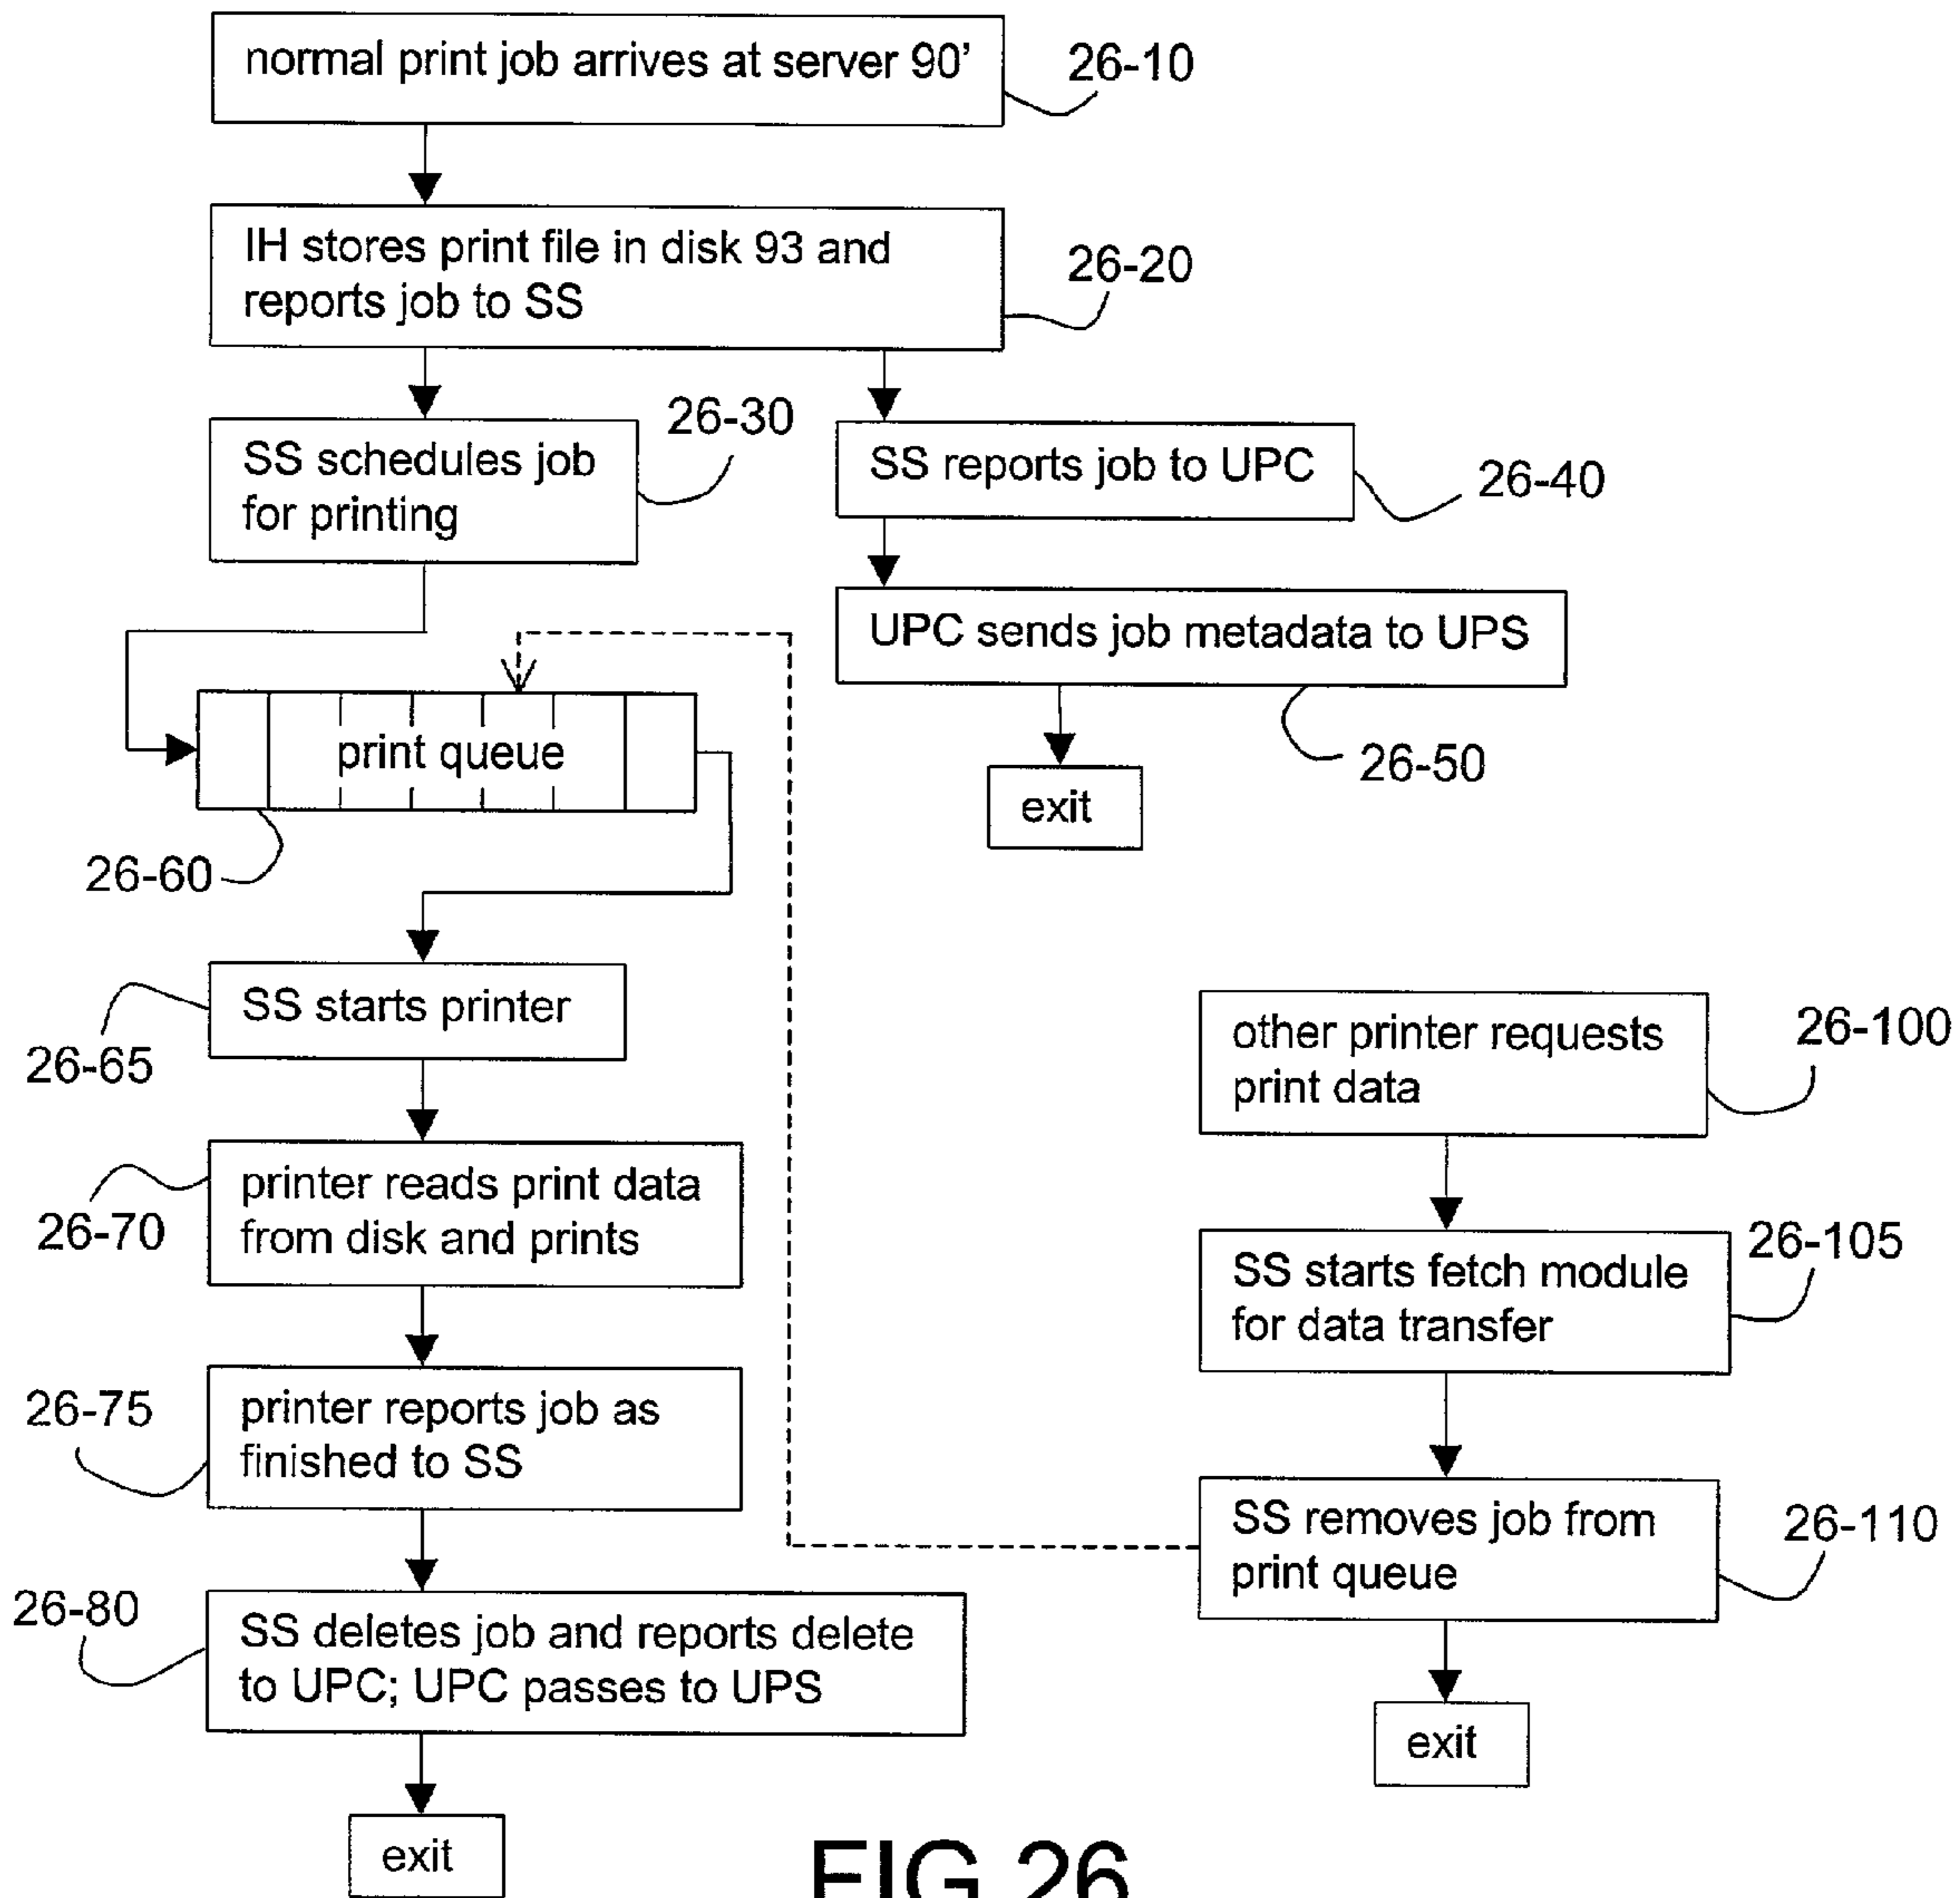 normal print job arrives at server 90'
26-10
IH stores print file in disk 93 and
reports job to SS
26-20
SS schedules job
for printing
26-30
SS reports job to UPC
26-40
UPC sends job metadata to UPS
26-50
exit
print queue
26-60
SS starts printer
26-65
printer reads print data
from disk and prints
26-70
printer reports job as
finished to SS
26-75
SS deletes job and reports delete
to UPC; UPC passes to UPS
26-80
exit
other printer requests
print data
26-100
SS starts fetch module
for data transfer
26-105
SS removes job from
print queue
26-110
exit
FIG 26